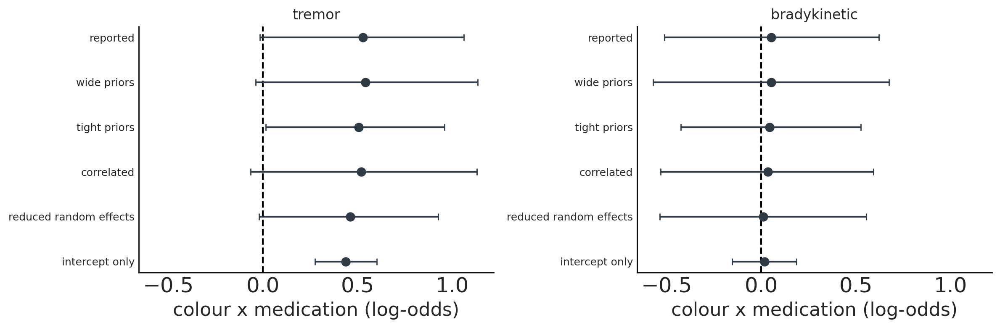 tremor
reported
wide priors
tight priors
correlated
reduced random effects
intercept only
−0.5 0.0 0.5 1.0
colour x medication (log-odds)
bradykinetic
reported
wide priors
tight priors
correlated
reduced random effects
intercept only
−0.5 0.0 0.5 1.0
colour x medication (log-odds)